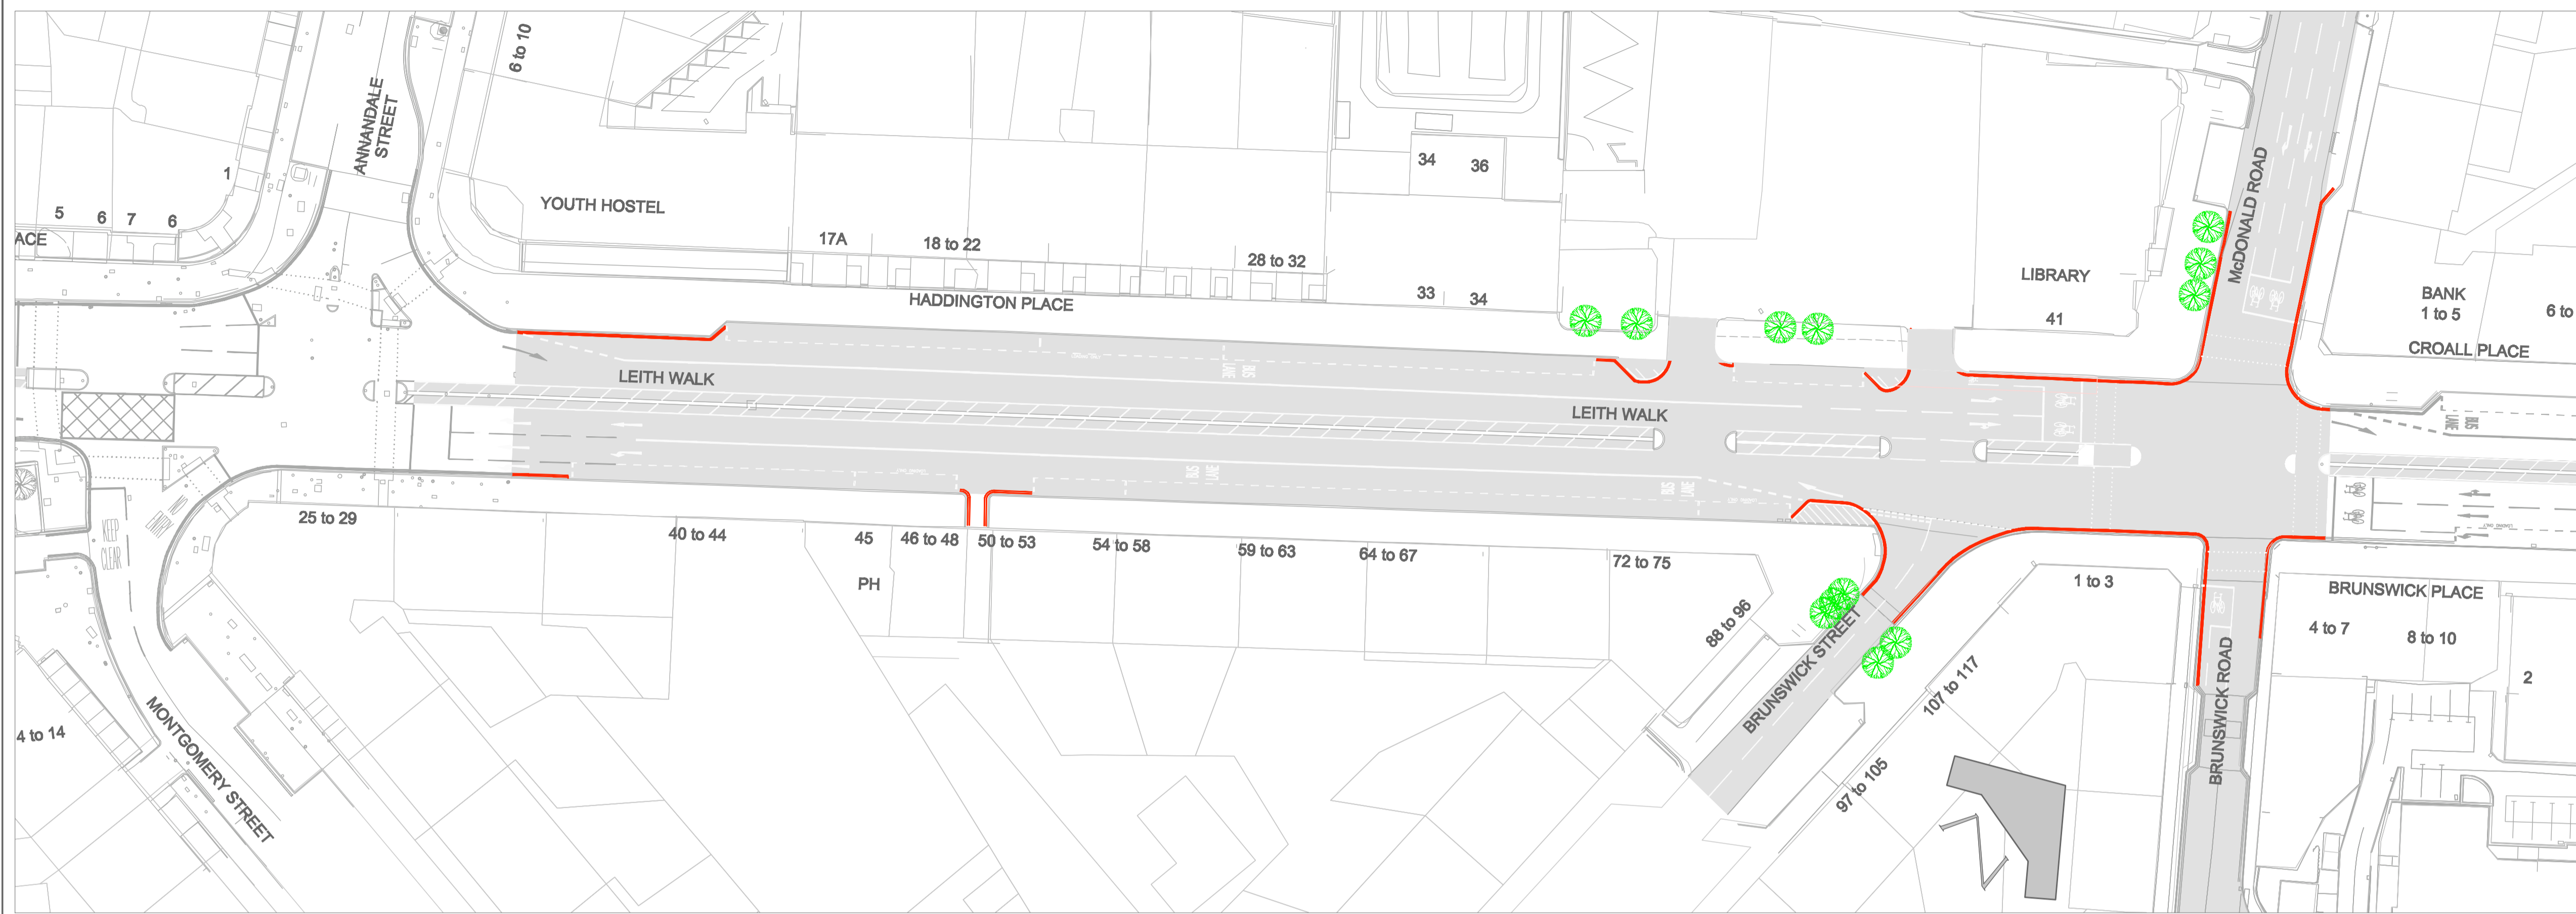 6 to 10
ANNANDALE
STREET
1
5
6
7
6
ACE
YOUTH HOSTEL
17A
18 to 22
28 to 32
34
36
33
34
HADDINGTON PLACE
LIBRARY
41
McDONALD ROAD
BANK
1 to 5
6 to
CROALL PLACE
LEITH WALK
BUS
LANE
LEITH WALK
BUS
LANE
BUS
LANE
BUS
LANE
KEEP
CLEAR
25 to 29
40 to 44
45
PH
46 to 48
50 to 53
54 to 58
59 to 63
64 to 67
72 to 75
88 to 96
BRUNSWICK STREET
1 to 3
107 to 117
97 to 105
BRUNSWICK ROAD
BRUNSWICK PLACE
4 to 7
8 to 10
2
4 to 14
MONTGOMERY STREET